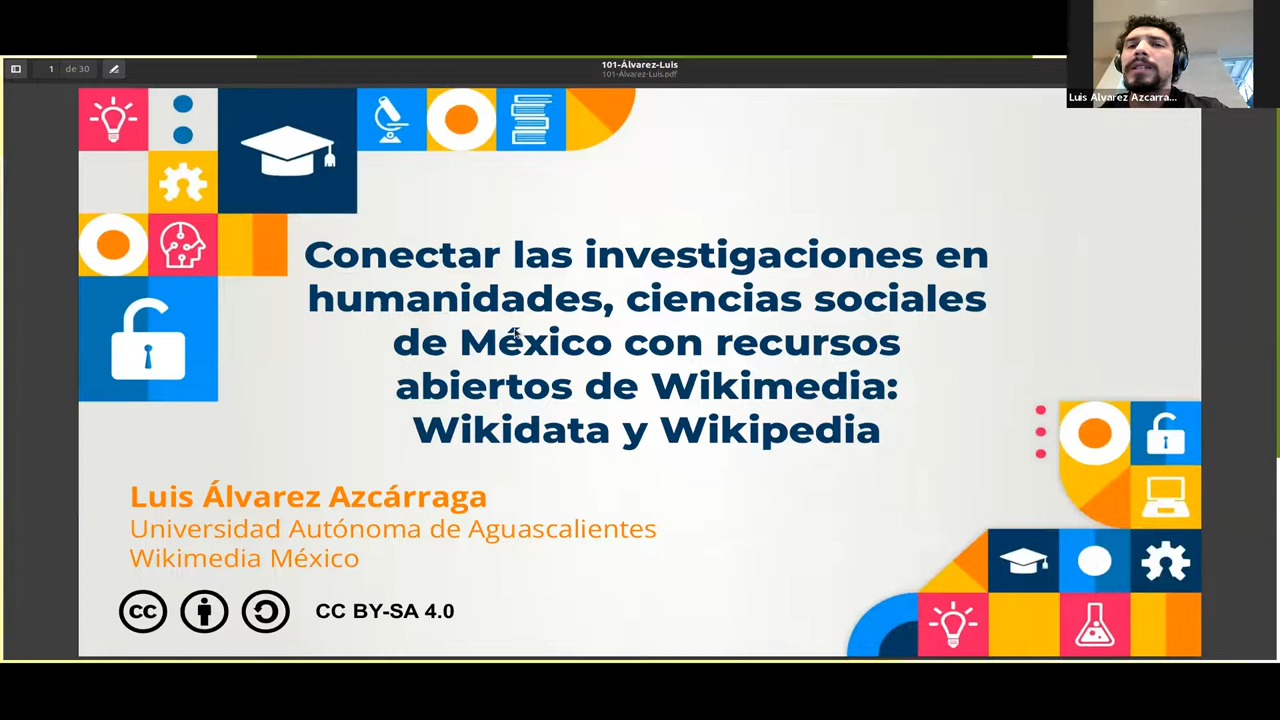 1 de 30
101-Álvarez-Luis
101-Álvarez-Luis.pdf
Luis Alvarez Azcarra...
Conectar las investigaciones en
humanidades, ciencias sociales
de México con recursos
abiertos de Wikimedia:
Wikidata y Wikipedia
Luis Álvarez Azcárraga
Universidad Autónoma de Aguascalientes
Wikimedia México
cc
CC BY-SA 4.0